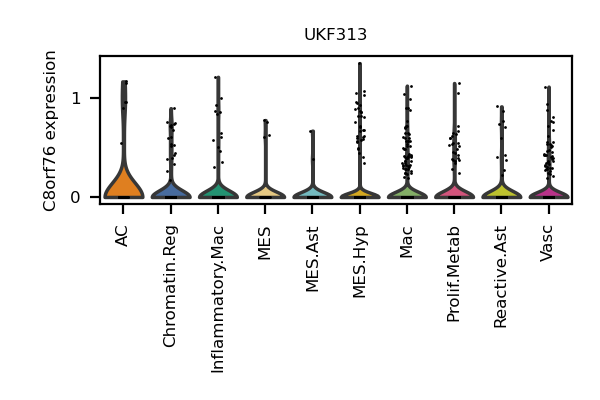 UKF313
C8orf76 expression
1
0
AC
Chromatin.Reg
Inflammatory.Mac
MES
MES.Ast
MES.Hyp
Mac
Prolif.Metab
Reactive.Ast
Vasc